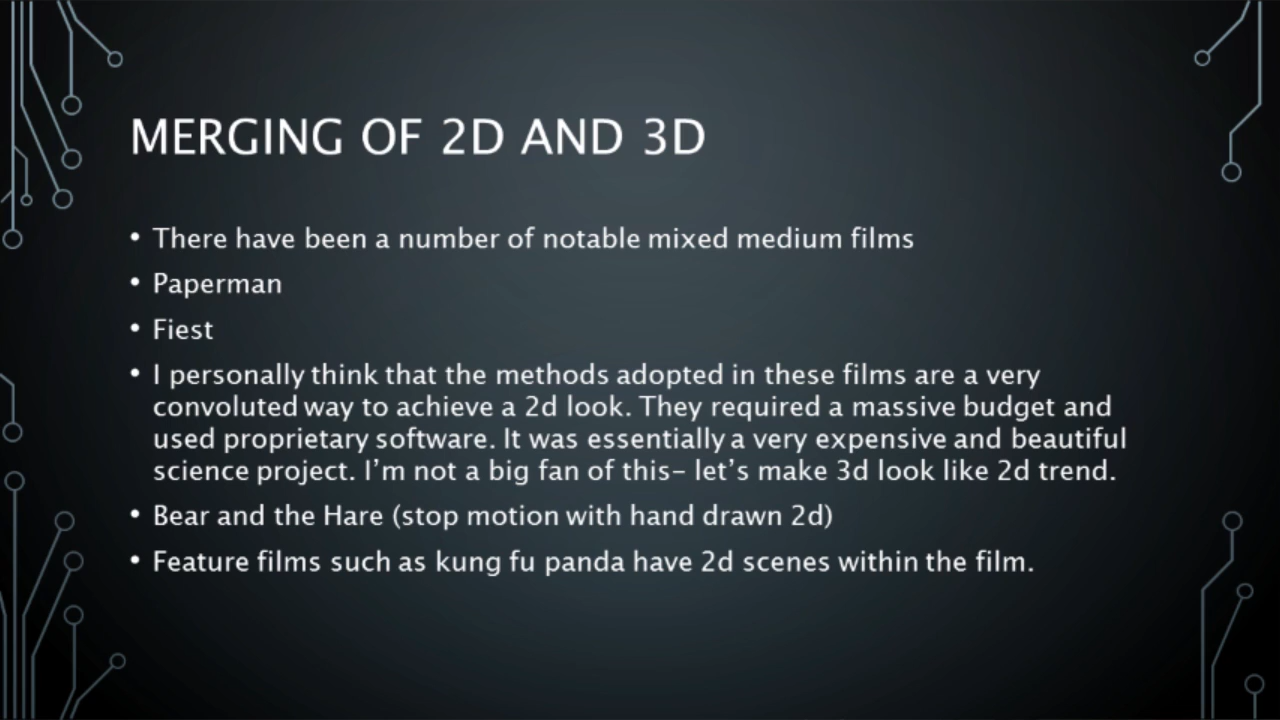 MERGING OF 2D AND 3D
• There have been a number of notable mixed medium films
• Paperman
• Fiest
• I personally think that the methods adopted in these films are a very
convoluted way to achieve a 2d look. They required a massive budget and
used proprietary software. It was essentially a very expensive and beautiful
science project. I’m not a big fan of this– let’s make 3d look like 2d trend.
• Bear and the Hare (stop motion with hand drawn 2d)
• Feature films such as kung fu panda have 2d scenes within the film.